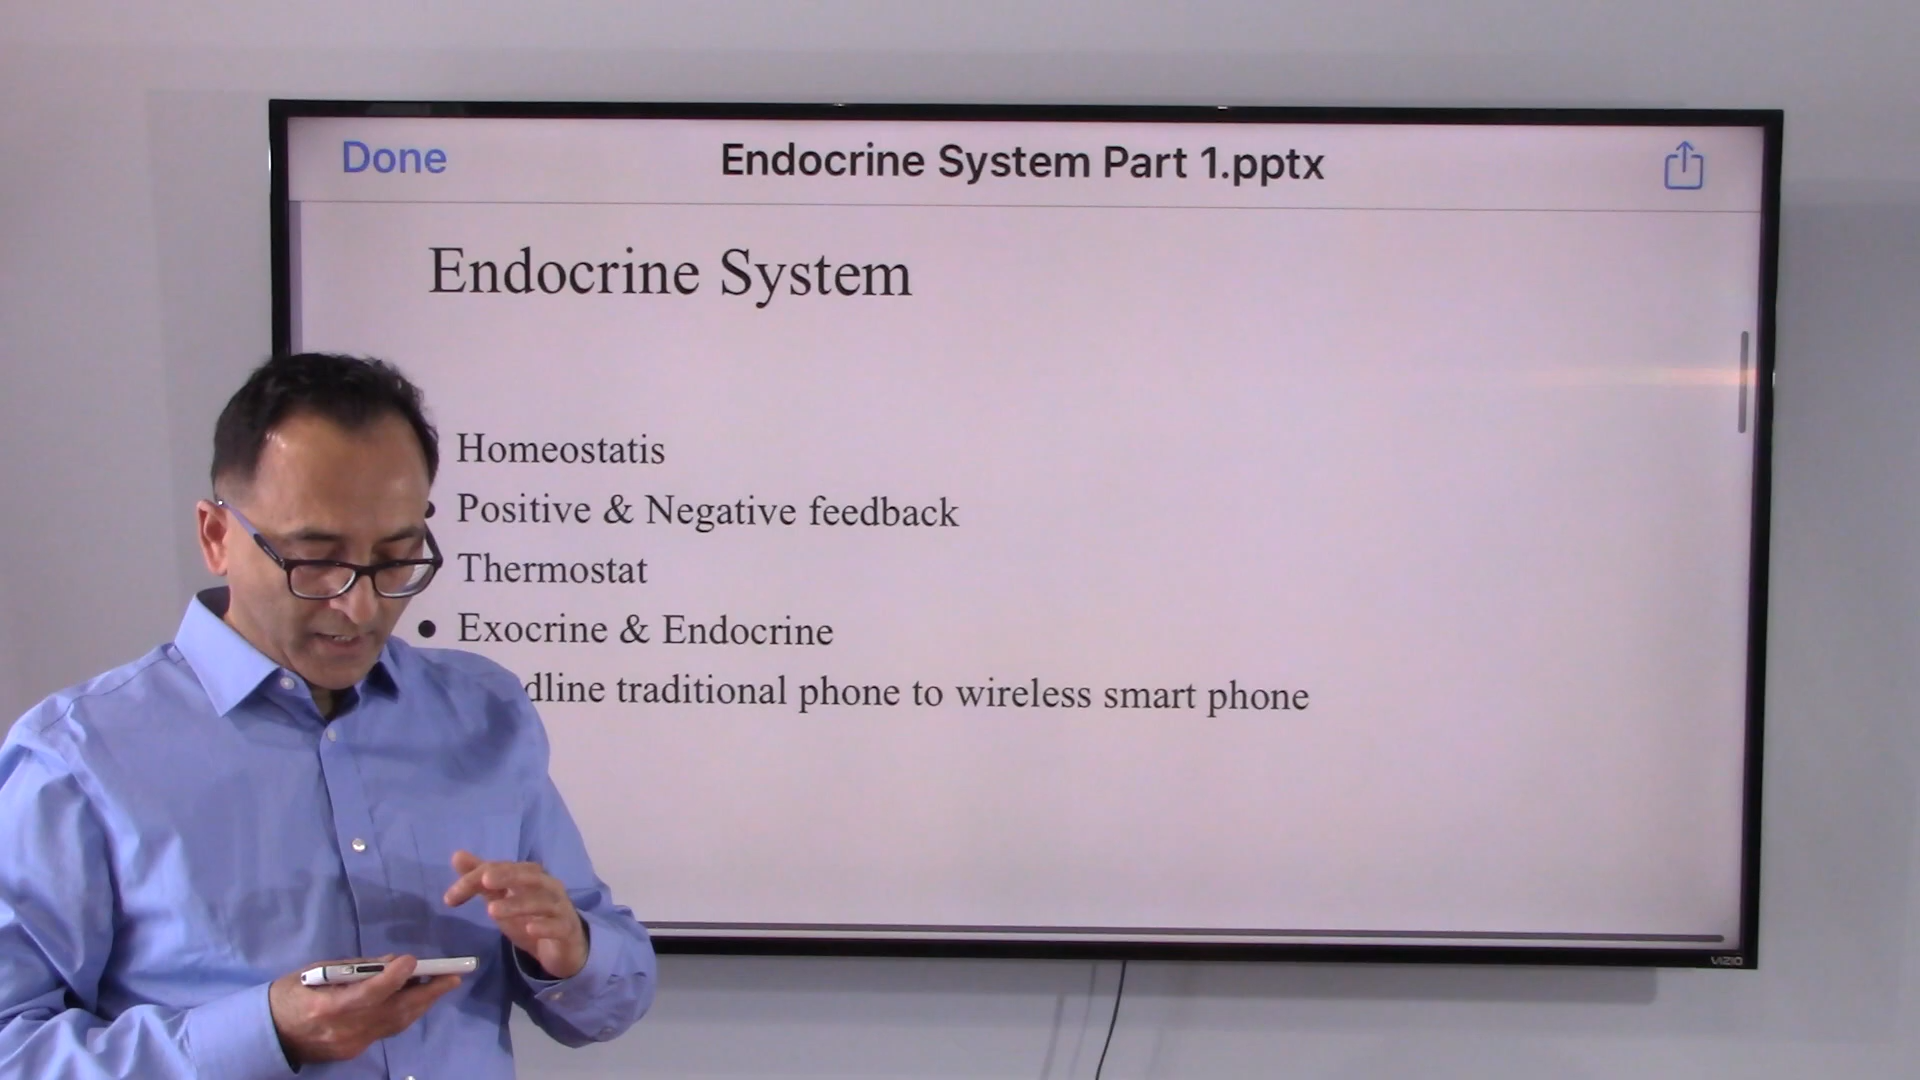 Done
Endocrine System Part 1.pptx
Endocrine System
Homeostatis
• Positive & Negative feedback
Thermostat
• Exocrine & Endocrine
traditional phone to wireless smart phone
VIZIO